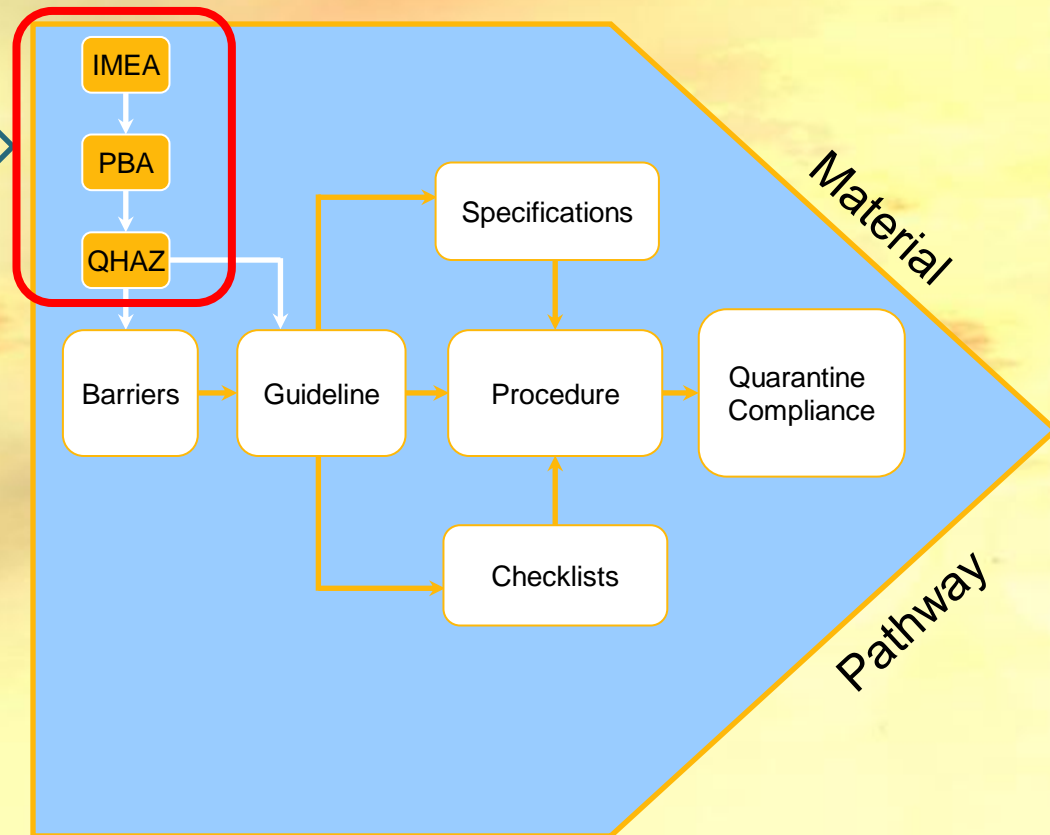 IMEA
PBA
QHAZ
Specifications
Material
Barriers
Guideline
Procedure
Quarantine
Compliance
Checklists
Pathway